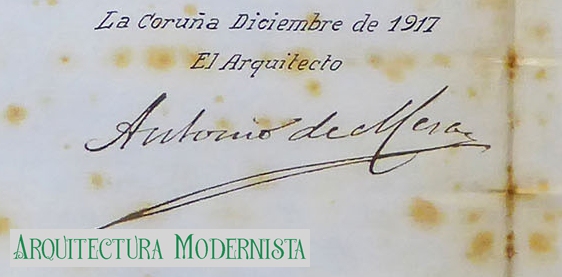 La Coruña Diciembre de 1917
El Arquitecto
Antonio de Mesa
Arquitectura Modernista